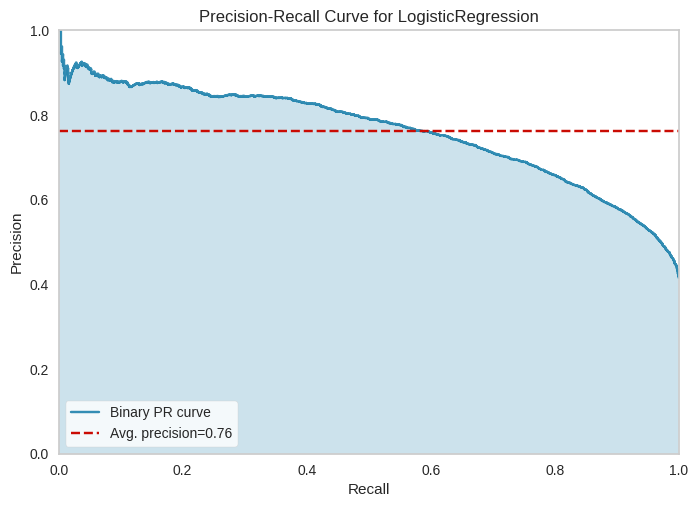 Precision-Recall Curve for LogisticRegression
1.0
0.8
0.6
0.4
0.2
0.0
Precision
Binary PR curve
Avg. precision=0.76
0.0 0.2 0.4 0.6 0.8 1.0
Recall